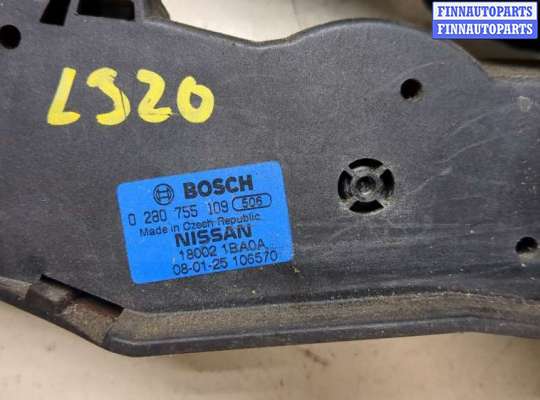 FINNAUTOPARTS
FINNAUTOPARTS
LS20
BOSCH
0 280 755 109 506
Made in Czech Republic
NISSAN
18002 1BA0A
08-01-25 106570